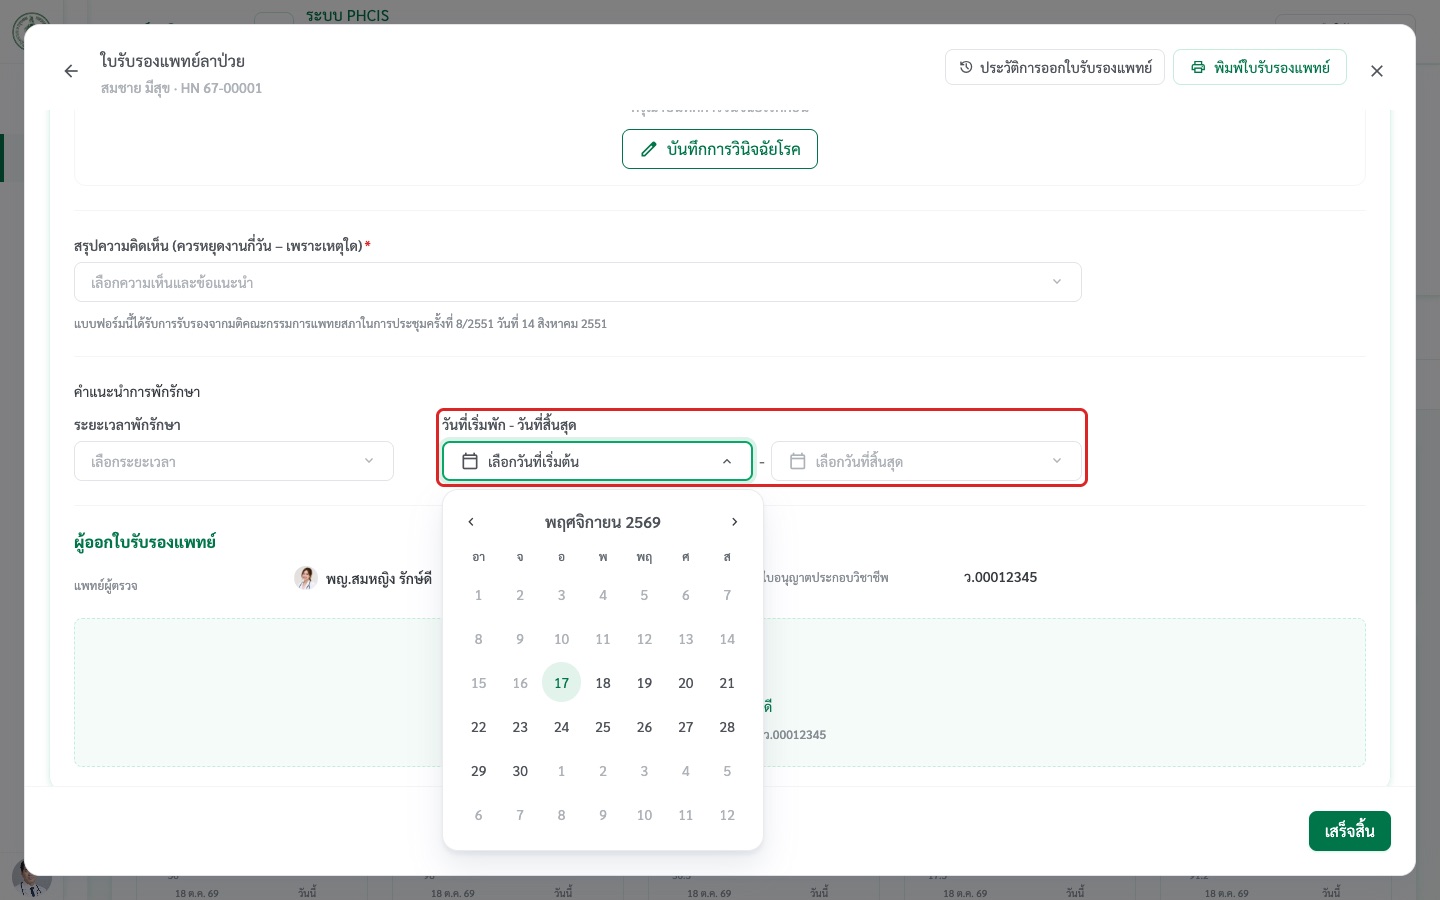 ระบบ PHCIS
ใบรับรองแพทย์ลาป่วย
สมชาย มีสุข · HN 67-00001
ประวัติการออกใบรับรองแพทย์
พิมพ์ใบรับรองแพทย์
บันทึกการวินิจฉัยโรค
สรุปความคิดเห็น (ควรหยุดงานกี่วัน – เพราะเหตุใด)*
เลือกความเห็นและข้อแนะนำ
แบบฟอร์มนี้ได้รับการรับรองจากมติคณะกรรมการแพทยสภาในการประชุมครั้งที่ 8/2551 วันที่ 14 สิงหาคม 2551
คำแนะนำการพักรักษา
ระยะเวลาพักรักษา
เลือกระยะเวลา
วันที่เริ่มพัก - วันที่สิ้นสุด
เลือกวันที่เริ่มต้น - เลือกวันที่สิ้นสุด
พฤศจิกายน 2569
อา จ อ พ พฤ ศ ส
1 2 3 4 5 6 7
8 9 10 11 12 13 14
15 16 17 18 19 20 21
22 23 24 25 26 27 28
29 30 1 2 3 4 5
6 7 8 9 10 11 12
ผู้ออกใบรับรองแพทย์
แพทย์ผู้ตรวจ
พญ.สมหญิง รักษ์ดี
ใบอนุญาตประกอบวิชาชีพ
ว.00012345
ดี
ว.00012345
เสร็จสิ้น
18 ต.ค. 69 วันนี้ 18 ต.ค. 69 วันนี้ 18 ต.ค. 69 วันนี้ 18 ต.ค. 69 วันนี้ 18 ต.ค. 69 วันนี้